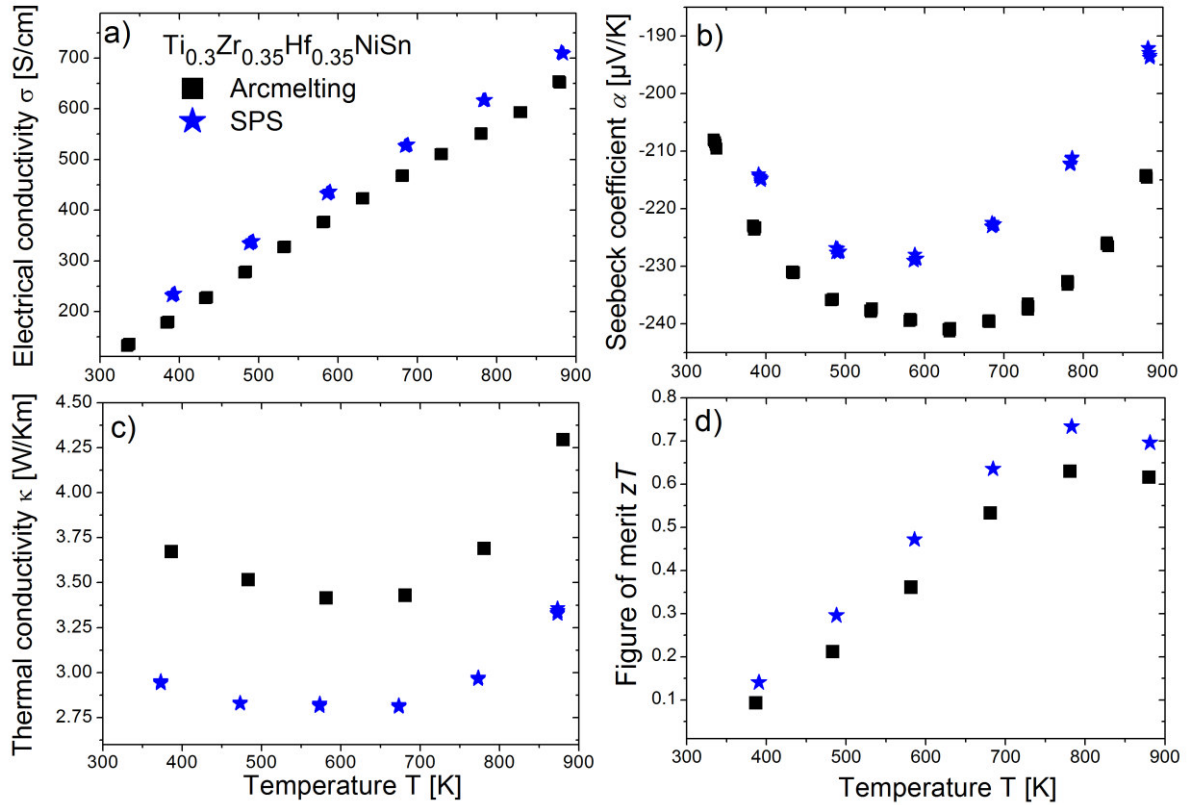 a)
Ti0.3Zr0.35Hf0.35NiSn
Arcmelting
SPS
Electrical conductivity σ [S/cm]
700
600
500
400
300
200
300 400 500 600 700 800 900
b)
Seebeck coefficient α [µV/K]
-190
-200
-210
-220
-230
-240
300 400 500 600 700 800 900
c)
Thermal conductivity κ [W/Km]
4.50
4.25
4.00
3.75
3.50
3.25
3.00
2.75
300 400 500 600 700 800 900
Temperature T [K]
d)
Figure of merit zT
0.8
0.7
0.6
0.5
0.4
0.3
0.2
0.1
300 400 500 600 700 800 900
Temperature T [K]